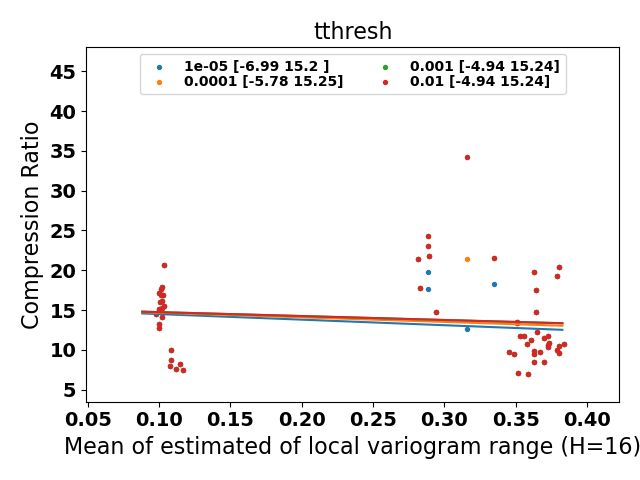 tthresh
1e-05 [-6.99 15.2 ]
0.0001 [-5.78 15.25]
0.001 [-4.94 15.24]
0.01 [-4.94 15.24]
Compression Ratio
45
40
35
30
25
20
15
10
5
0.05 0.10 0.15 0.20 0.25 0.30 0.35 0.40
Mean of estimated of local variogram range (H=16)